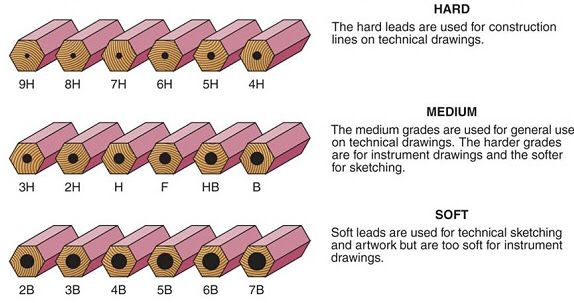 HARD
The hard leads are used for construction
lines on technical drawings.
9H 8H 7H 6H 5H 4H
MEDIUM
The medium grades are used for general use
on technical drawings. The harder grades
are for instrument drawings and the softer
for sketching.
3H 2H H F HB B
SOFT
Soft leads are used for technical sketching
and artwork but are too soft for instrument
drawings.
2B 3B 4B 5B 6B 7B